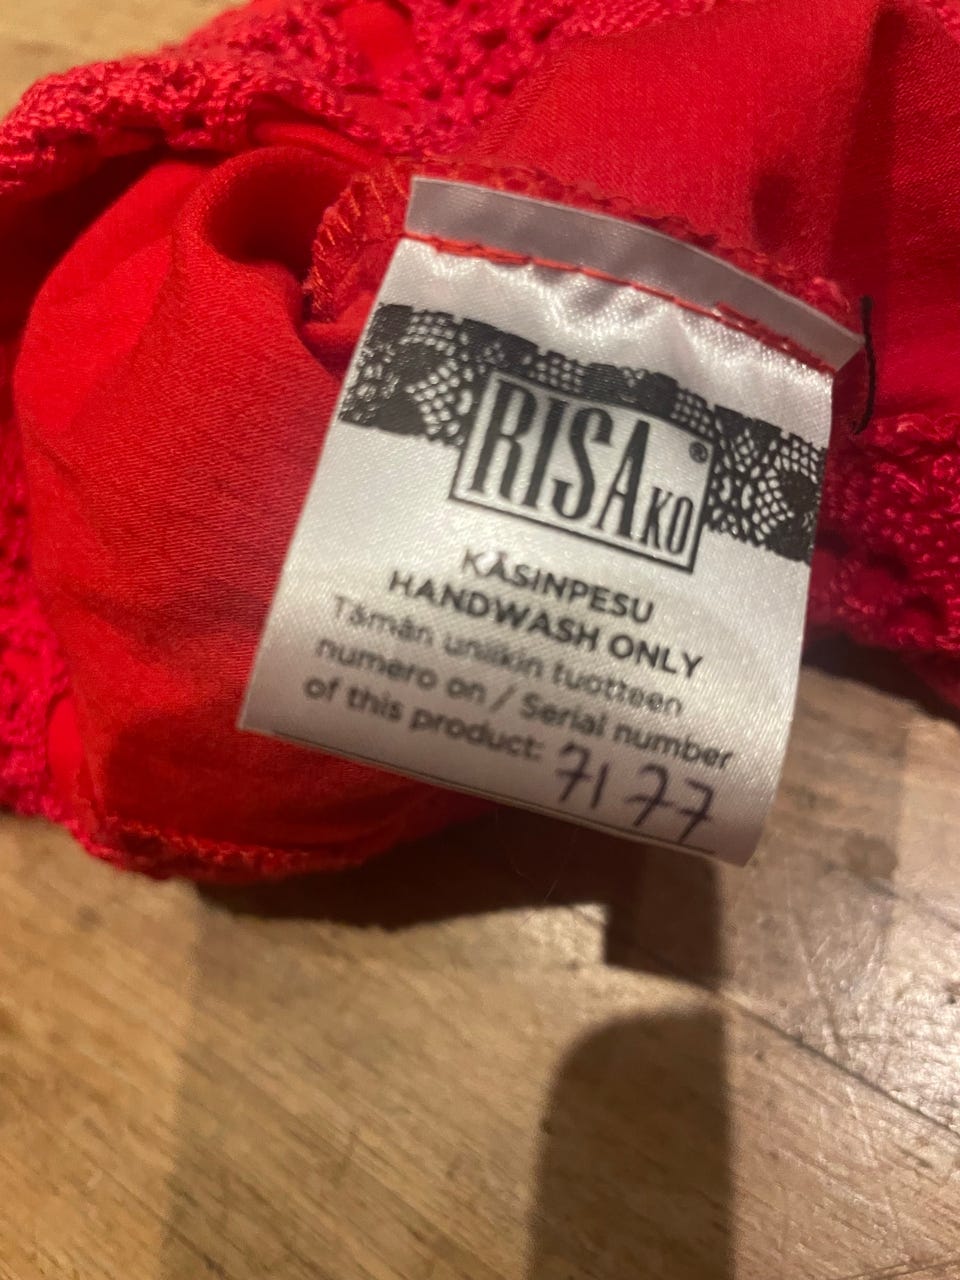 RISAKO®
KÄSINPESU
HANDWASH ONLY
Tämän uniikin tuotteen
numero on / Serial number
of this product: 7177